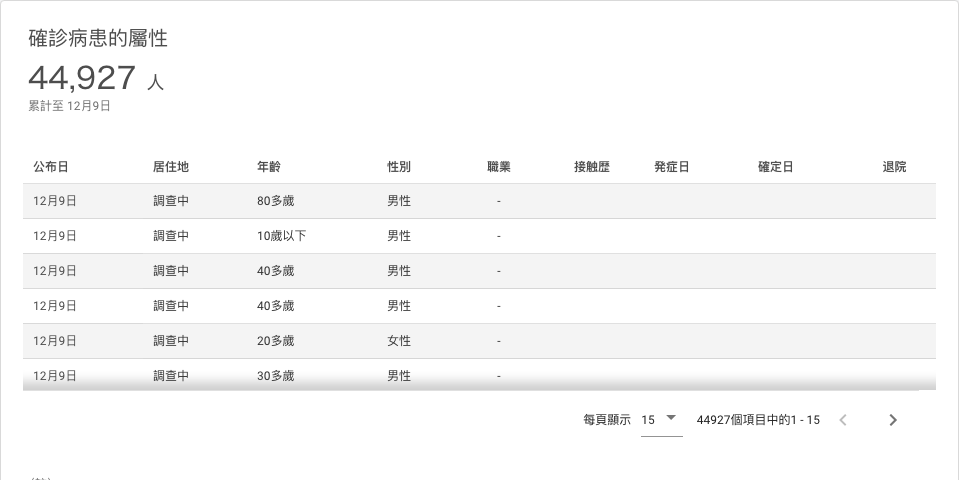 確診病患的屬性
44,927 人
累計至 12月9日
公布日 居住地 年齡 性別 職業 接触歴 発症日 確定日 退院
12月9日 調查中 80多歲 男性 -
12月9日 調查中 10歲以下 男性 -
12月9日 調查中 40多歲 男性 -
12月9日 調查中 40多歲 男性 -
12月9日 調查中 20多歲 女性 -
12月9日 調查中 30多歲 男性 -
每頁顯示 15 44927個項目中的1 - 15